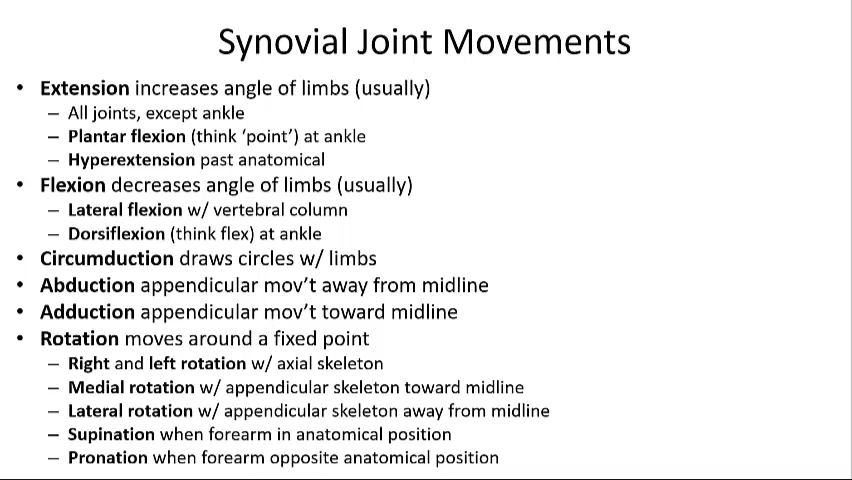 Synovial Joint Movements
• Extension increases angle of limbs (usually)
– All joints, except ankle
– Plantar flexion (think ‘point’) at ankle
– Hyperextension past anatomical
• Flexion decreases angle of limbs (usually)
– Lateral flexion w/ vertebral column
– Dorsiflexion (think flex) at ankle
• Circumduction draws circles w/ limbs
• Abduction appendicular mov’t away from midline
• Adduction appendicular mov’t toward midline
• Rotation moves around a fixed point
– Right and left rotation w/ axial skeleton
– Medial rotation w/ appendicular skeleton toward midline
– Lateral rotation w/ appendicular skeleton away from midline
– Supination when forearm in anatomical position
– Pronation when forearm opposite anatomical position